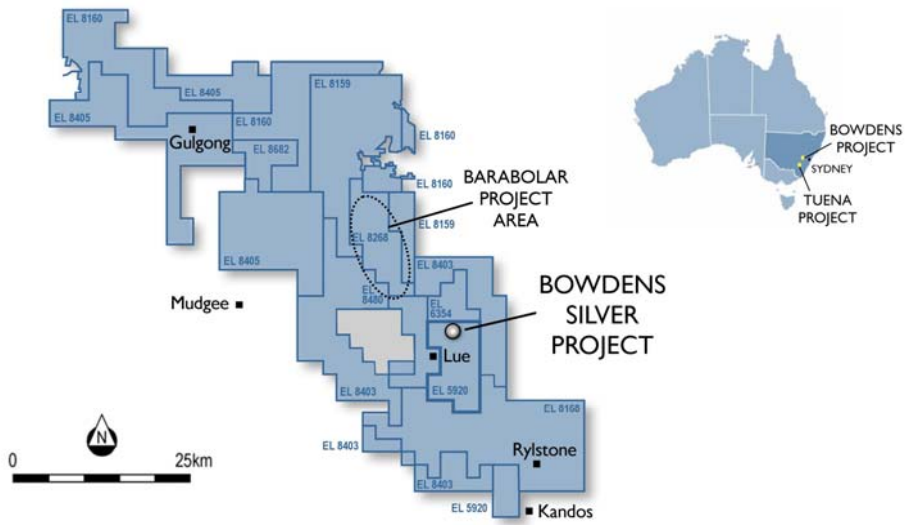 EL 8160
EL 8159
EL 8405
EL 8405
EL 8160
Gulgong
EL 8682
EL 8160
EL 8160
BARABOLAR
PROJECT
AREA
EL 8159
EL 8268
EL 8405
EL 8403
Mudgee
EL
8480
EL
6354
BOWDENS
SILVER
PROJECT
Lue
EL 8403
EL 5920
EL 8168
EL 8403
Rylstone
EL 8403
EL 5920
Kandos
N
0
25km
BOWDENS
PROJECT
SYDNEY
TUENA
PROJECT